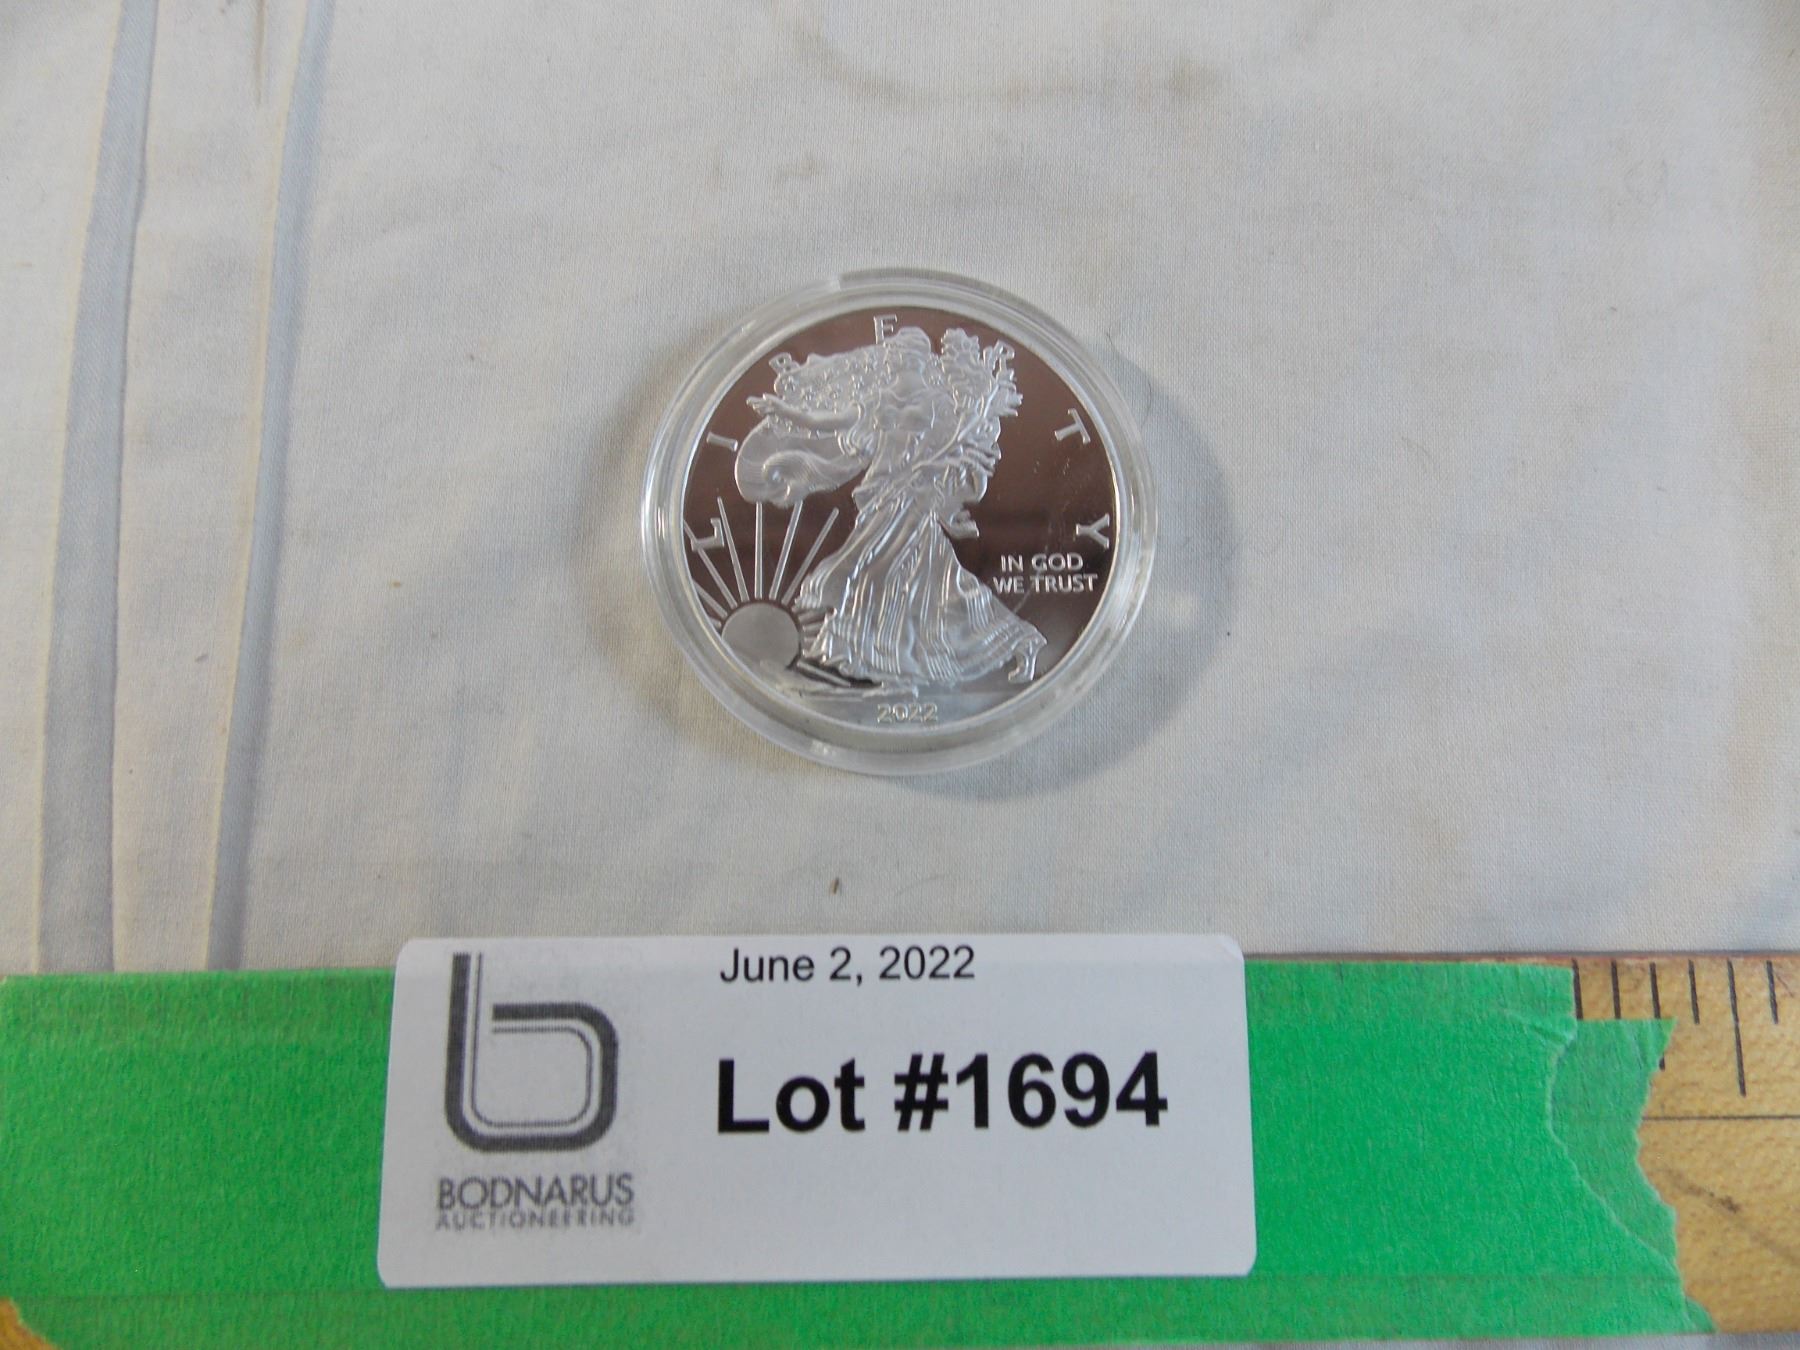 LIBERTY
IN GOD
WE TRUST
2022
June 2, 2022
Lot #1694
b
BODNARUS
AUCTIONEERING